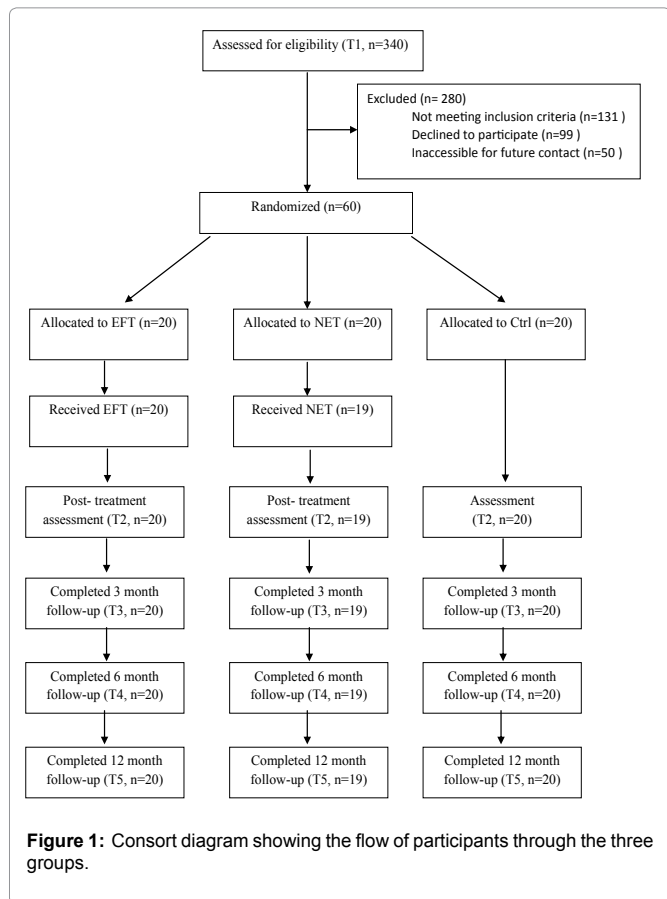 Assessed for eligibility (T1, n=340)
Excluded (n= 280)
Not meeting inclusion criteria (n=131 )
Declined to participate (n=99 )
Inaccessible for future contact (n=50 )
Randomized (n=60)
Allocated to EFT (n=20)
Allocated to NET (n=20)
Allocated to Ctrl (n=20)
Received EFT (n=20)
Received NET (n=19)
Post- treatment
assessment (T2, n=20)
Post- treatment
assessment (T2, n=19)
Assessment
(T2, n=20)
Completed 3 month
follow-up (T3, n=20)
Completed 3 month
follow-up (T3, n=19)
Completed 3 month
follow-up (T3, n=20)
Completed 6 month
follow-up (T4, n=20)
Completed 6 month
follow-up (T4, n=19)
Completed 6 month
follow-up (T4, n=20)
Completed 12 month
follow-up (T5, n=20)
Completed 12 month
follow-up (T5, n=19)
Completed 12 month
follow-up (T5, n=20)
Figure 1: Consort diagram showing the flow of participants through the three
groups.